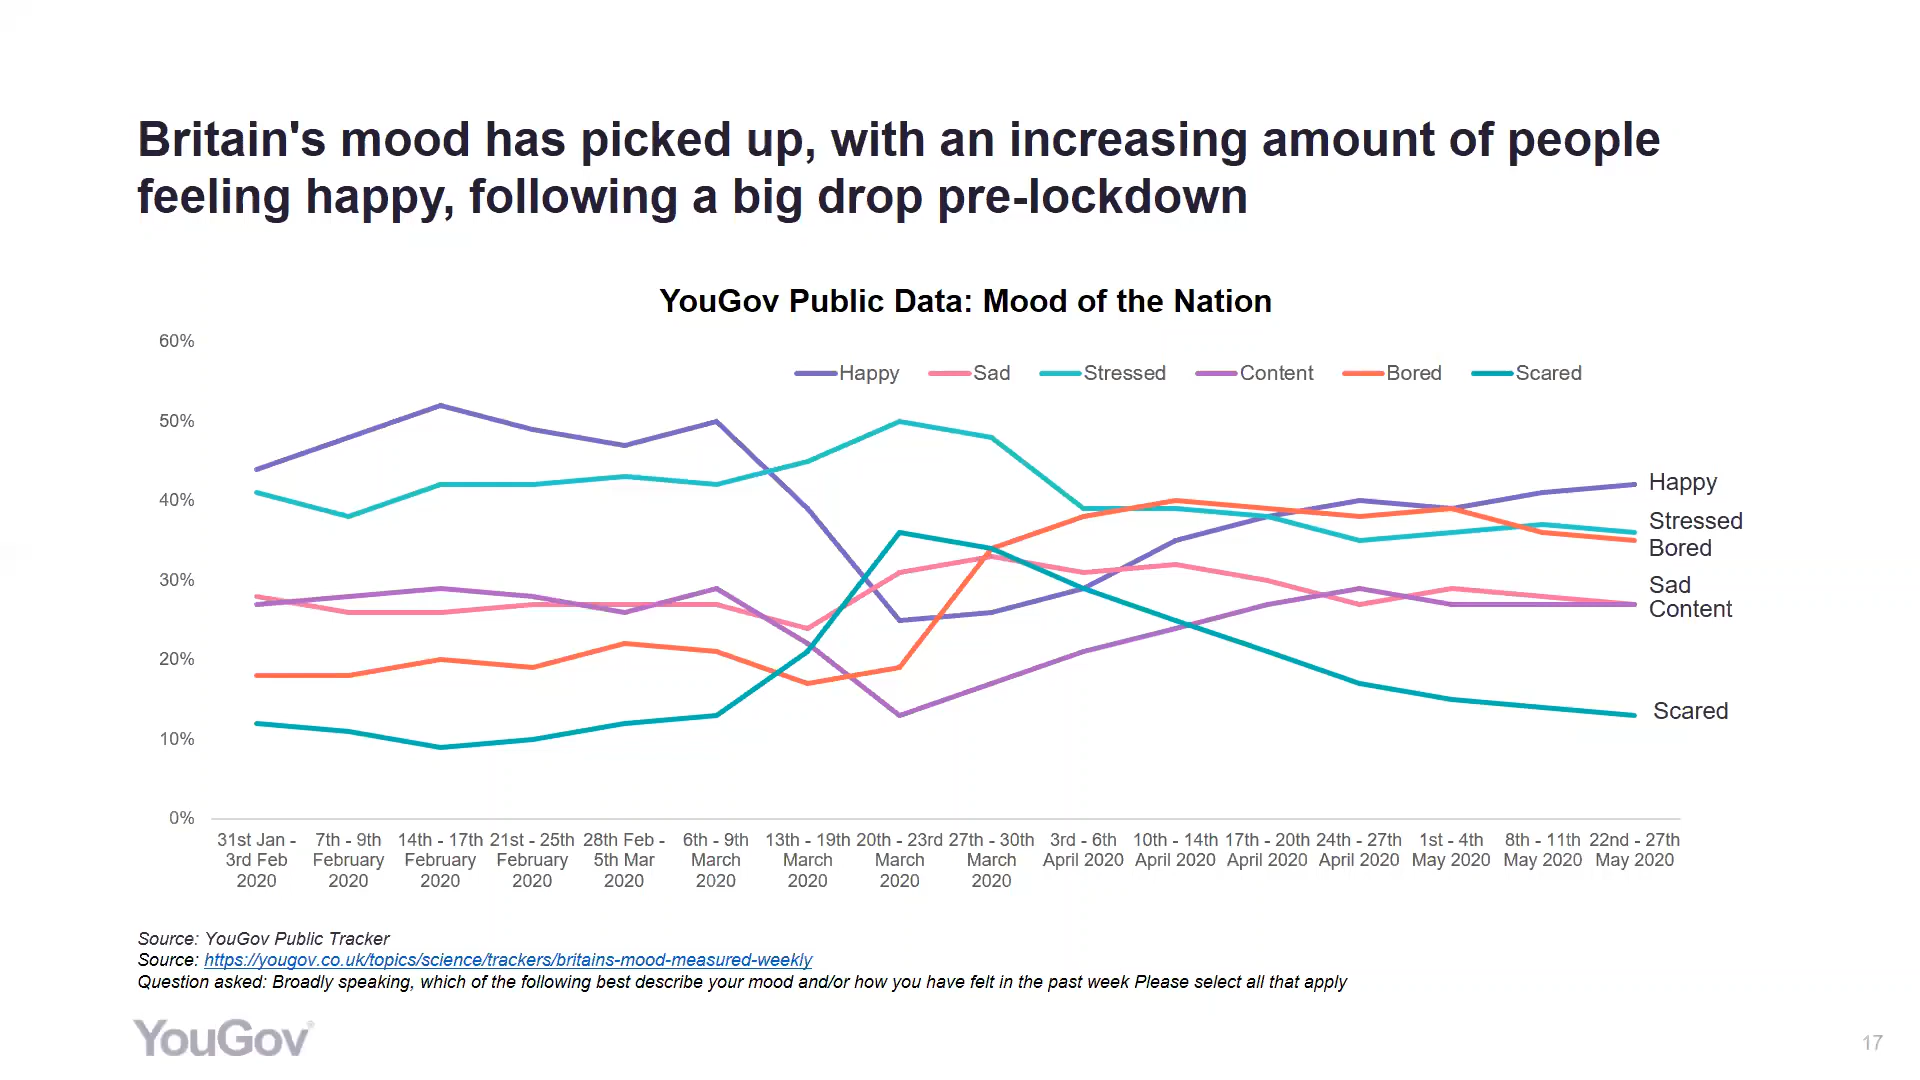 Britain's mood has picked up, with an increasing amount of people
feeling happy, following a big drop pre-lockdown
YouGov Public Data: Mood of the Nation
60%
50%
40%
30%
20%
10%
0%
Happy Sad Stressed Content Bored Scared
Happy
Stressed
Bored
Sad
Content
Scared
31st Jan - 7th - 9th 14th - 17th 21st - 25th 28th Feb - 6th - 9th 13th - 19th 20th - 23rd 27th - 30th 3rd - 6th 10th - 14th 17th - 20th 24th - 27th 1st - 4th 8th - 11th 22nd - 27th
3rd Feb February February February 5th Mar March March March March April 2020 April 2020 April 2020 April 2020 May 2020 May 2020 May 2020
2020 2020 2020 2020 2020 2020 2020 2020 2020
Source: YouGov Public Tracker
Source: https://yougov.co.uk/topics/science/trackers/britains-mood-measured-weekly
Question asked: Broadly speaking, which of the following best describe your mood and/or how you have felt in the past week Please select all that apply
YouGov®
17